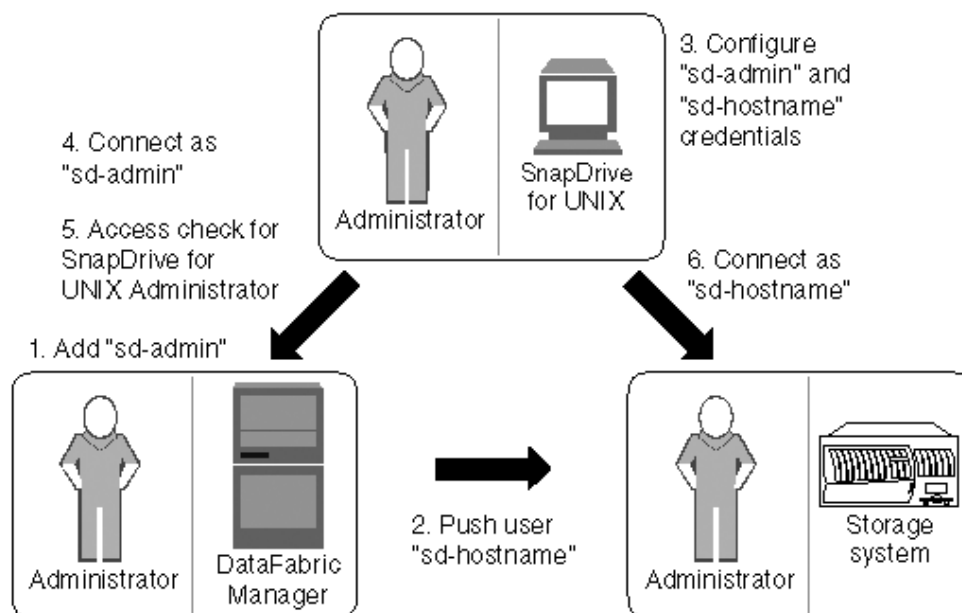 3. Configure
"sd-admin" and
"sd-hostname"
credentials
4. Connect as
"sd-admin"
SnapDrive
for UNIX
Administrator
5. Access check for
SnapDrive for
UNIX Administrator
6. Connect as
"sd-hostname"
1. Add "sd-admin"
2. Push user
"sd-hostname"
Administrator
DataFabric
Manager
Administrator
Storage
system